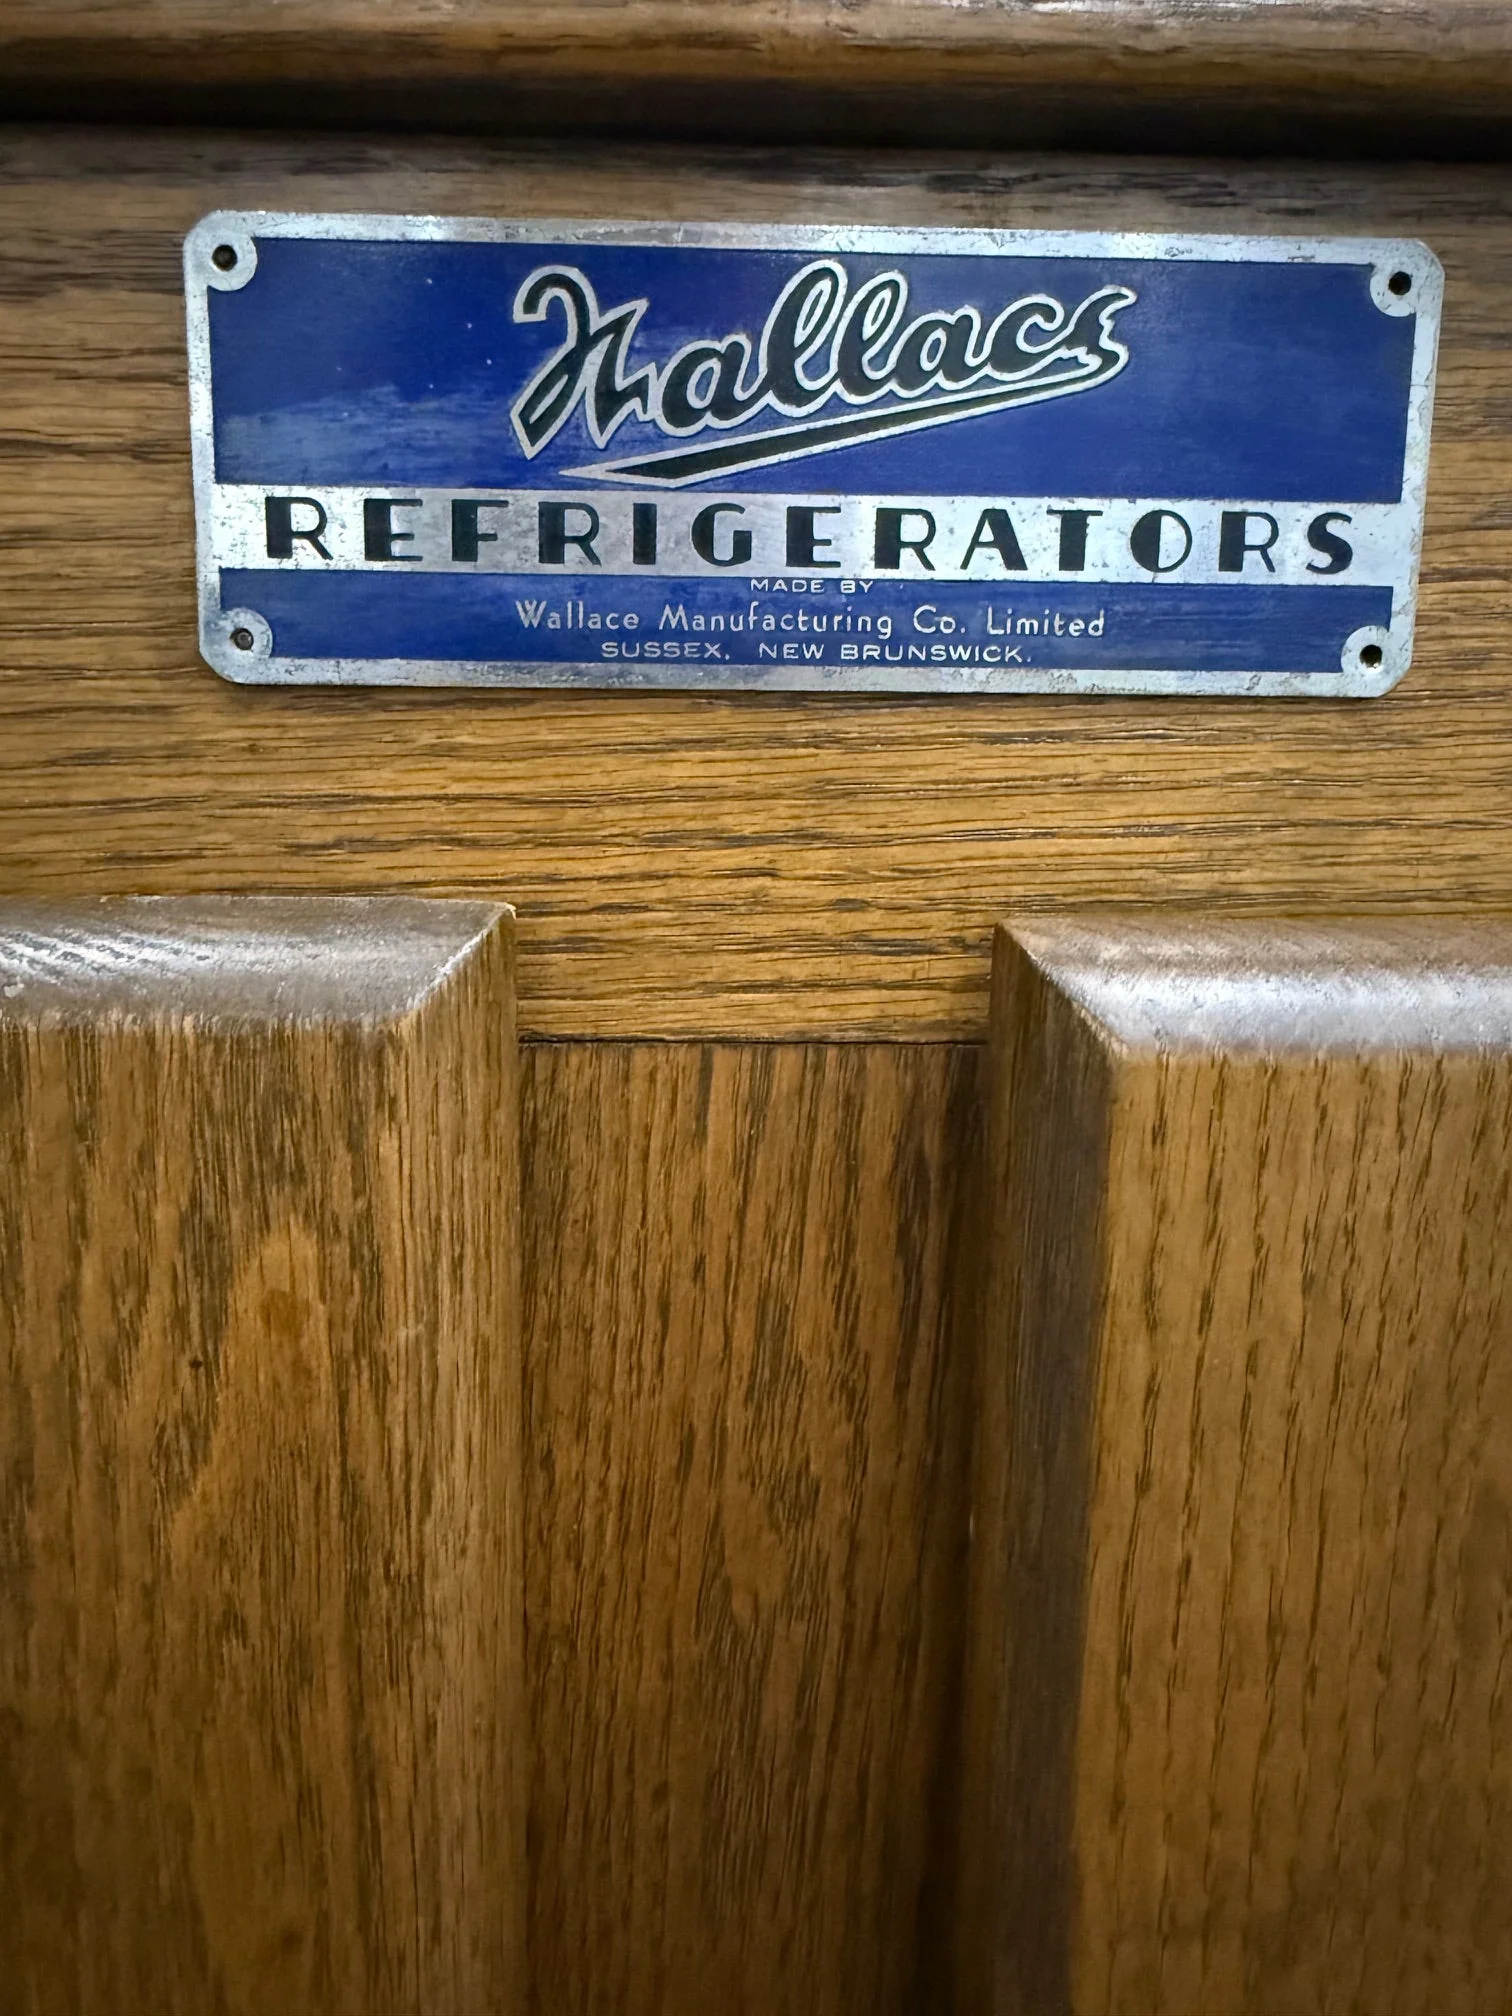 Wallace
REFRIGERATORS
MADE BY
Wallace Manufacturing Co. Limited
SUSSEX, NEW BRUNSWICK.